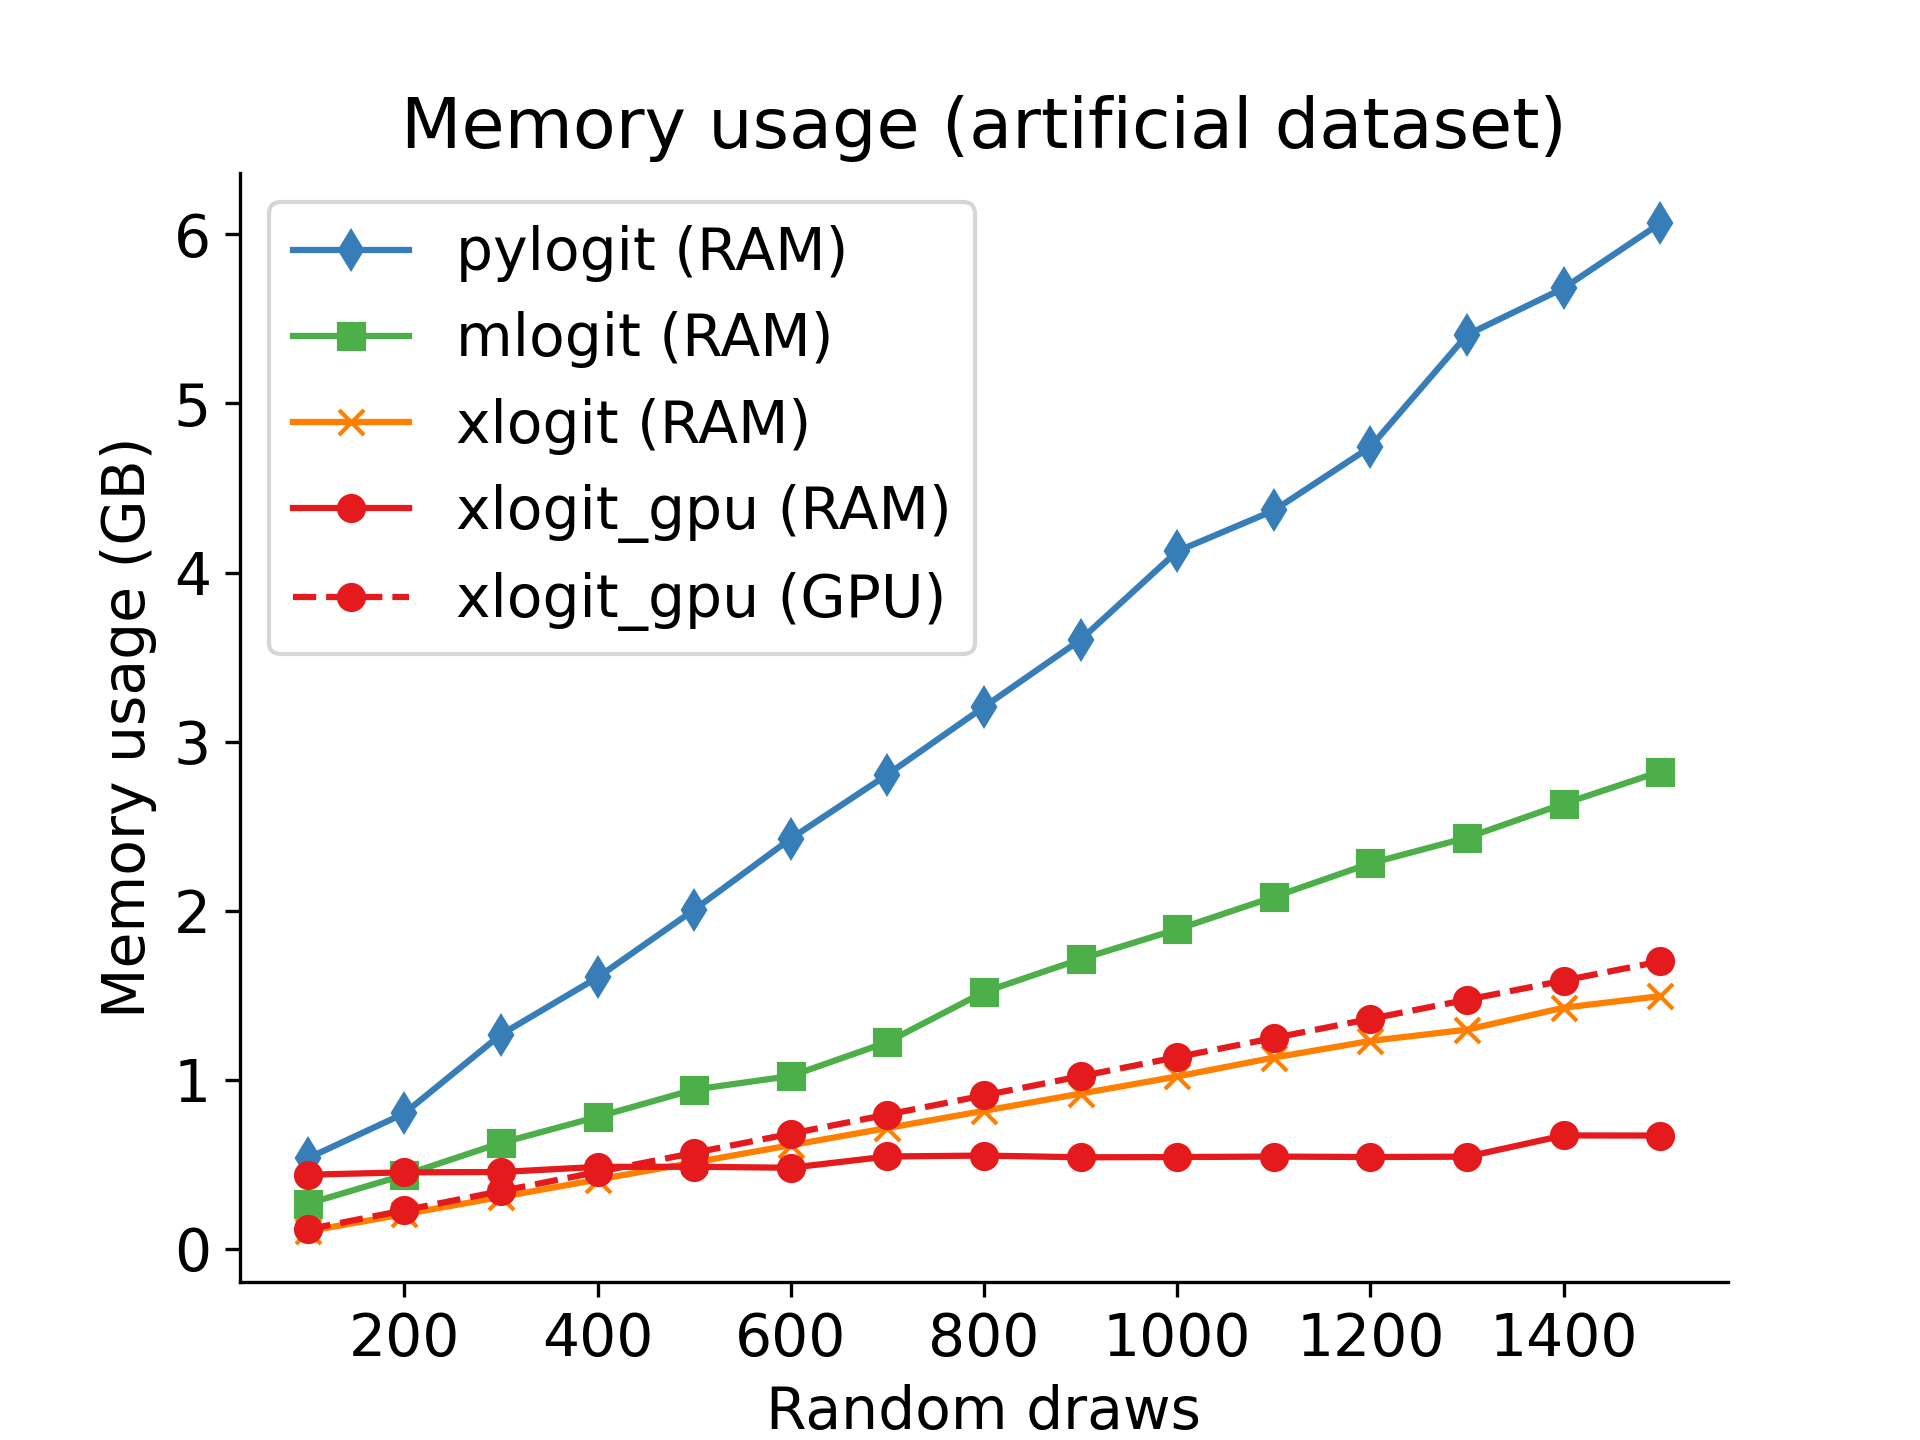 Memory usage (artificial dataset)
Memory usage (GB)
6
5
4
3
2
1
0
pylogit (RAM)
mlogit (RAM)
xlogit (RAM)
xlogit_gpu (RAM)
xlogit_gpu (GPU)
200 400 600 800 1000 1200 1400
Random draws